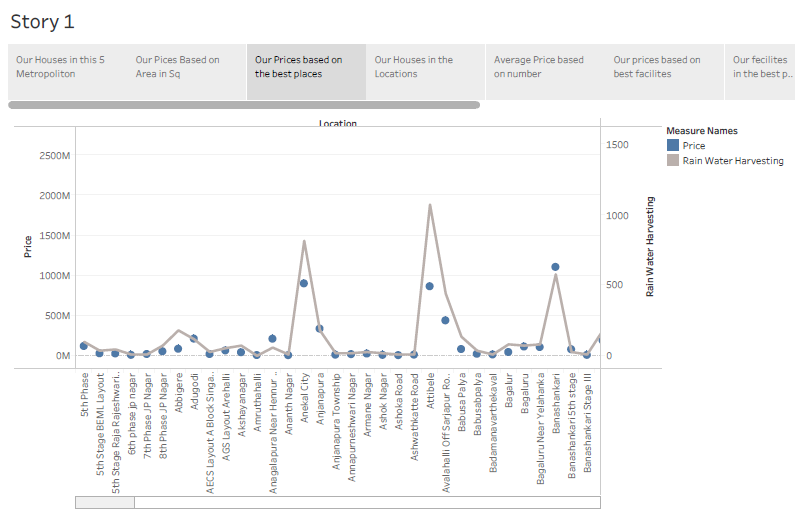 Story 1
Our Houses in this 5
Metropoliton
Our Pices Based on
Area in Sq
Our Prices based on
the best places
Our Houses in the
Locations
Average Price based
on number
Our prices based on
best facilites
Our fecilites
in the best p..
Location
Measure Names
Price
Rain Water Harvesting
2500M
2000M
1500M
1000M
500M
0M
Price
1500
1000
500
0
Rain Water Harvesting
5th Phase
5th Stage BEML Layout
5th Stage Raja Rajeshwari..
6th phase jp nagar
7th Phase JP Nagar
8th Phase JP Nagar
Abbigere
Adugodi
AECS Layout A Block Singa..
AGS Layout Arehalli
Akshayanagar
Amruthahalli
Anagalapura Near Hennur ..
Ananth Nagar
Anekal City
Anjanapura
Anjanapura Township
Annapurneshwari Nagar
Armane Nagar
Ashok Nagar
Ashoka Road
Ashwathkatte Road
Attibele
Avalahalli Off Sarjapur Ro..
Babusa Palya
Babusabpalya
Badamanavarthekaval
Bagalur
Bagaluru
Bagaluru Near Yelahanka
Banashankari
Banashankari 5th stage
Banashankari Stage III